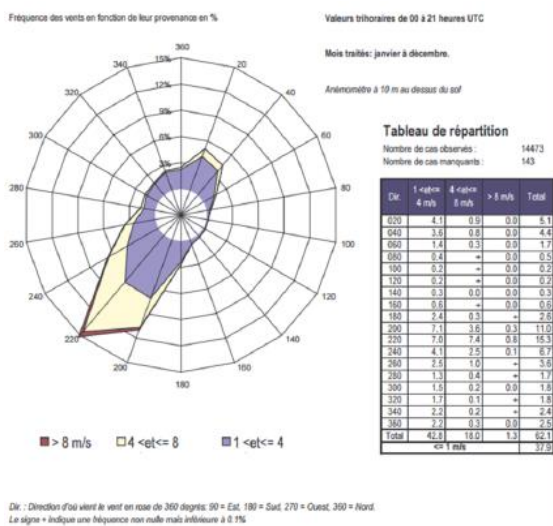 Fréquence des vents en fonction de leur provenance en %
Valeurs trihoraires de 00 à 21 heures UTC
Mois traités: janvier à décembre.
Anémomètre à 10 m au dessus du sol
360
20
40
60
80
100
120
140
160
180
200
220
240
260
280
300
320
340
15%
12%
9%
6%
3%
> 8 m/s
4 <et<= 8
1 <et<= 4
Tableau de répartition
Nombre de cas observés : 14473
Nombre de cas manquants : 143
Dir. 1 <et<= 4 m/s 4 <et<= 8 m/s > 8 m/s Total
020 4.1 0.9 0.0 5.1
040 3.6 0.8 0.0 4.4
060 1.4 0.3 0.0 1.7
080 0.4 + 0.0 0.5
100 0.2 + 0.0 0.2
120 0.2 + 0.0 0.2
140 0.3 0.0 0.0 0.3
160 0.6 + 0.0 0.6
180 2.4 0.3 + 2.6
200 7.1 3.6 0.3 11.0
220 7.0 7.4 0.8 15.3
240 4.1 2.5 0.1 6.7
260 2.5 1.0 + 3.6
280 1.3 0.4 + 1.7
300 1.5 0.2 0.0 1.8
320 1.7 0.1 + 1.8
340 2.2 0.2 + 2.4
360 2.2 0.3 0.0 2.5
Total 42.8 18.0 1.3 62.1
<= 1 m/s 37.9
Dir. : Direction d'où vient le vent en rose de 360 degrés: 90 = Est, 180 = Sud, 270 = Ouest, 360 = Nord.
Le signe + indique une fréquence non nulle mais inférieure à 0.1%